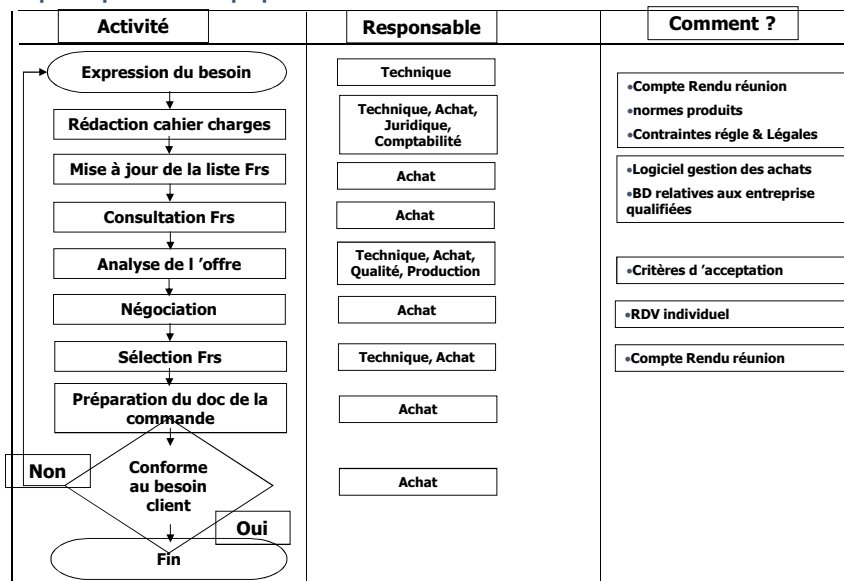 Activité
Responsable
Comment ?
Expression du besoin
Technique
•Compte Rendu réunion
•normes produits
•Contraintes régle & Légales
Rédaction cahier charges
Technique, Achat,
Juridique,
Comptabilité
Mise à jour de la liste Frs
Achat
•Logiciel gestion des achats
•BD relatives aux entreprise
qualifiées
Consultation Frs
Achat
Analyse de l ’offre
Technique, Achat,
Qualité, Production
•Critères d ’acceptation
Négociation
Achat
•RDV individuel
Sélection Frs
Technique, Achat
•Compte Rendu réunion
Préparation du doc de la
commande
Achat
Non
Conforme
au besoin
client
Achat
Oui
Fin